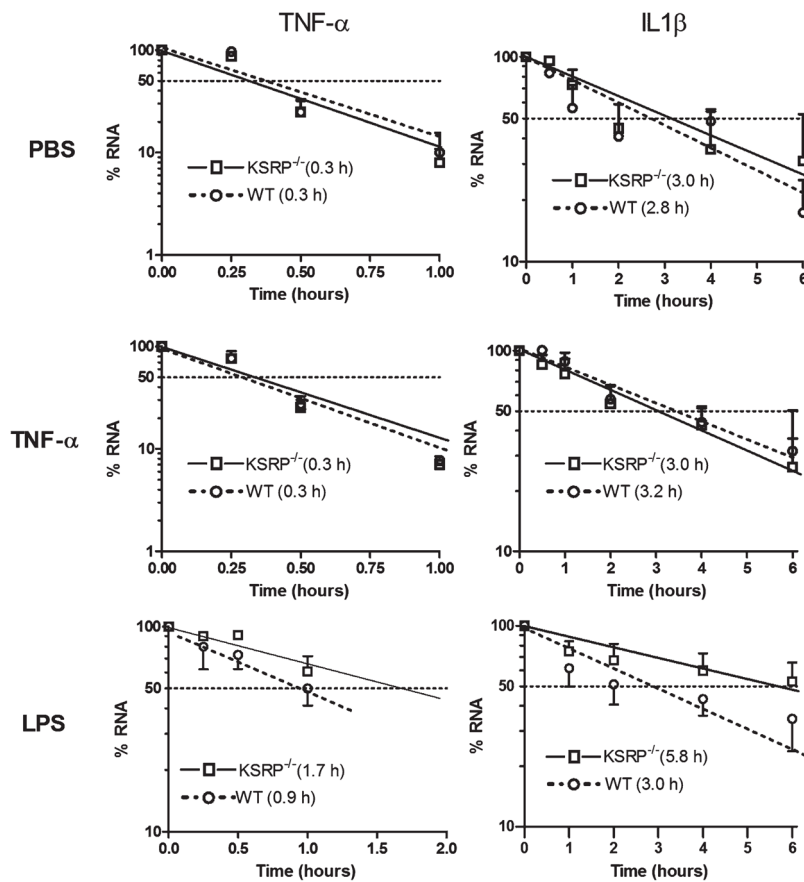 TNF-α
IL1β
PBS
% RNA
100
50
10
1
KSRP-/-(0.3 h)
WT (0.3 h)
0.00
0.25
0.50
0.75
1.00
Time (hours)
% RNA
100
50
10
KSRP-/-(3.0 h)
WT (2.8 h)
0
1
2
3
4
5
6
Time (hours)
TNF-α
% RNA
100
50
10
1
KSRP-/-(0.3 h)
WT (0.3 h)
0.00
0.25
0.50
0.75
1.00
Time (hours)
% RNA
100
50
10
KSRP-/-(3.0 h)
WT (3.2 h)
0
1
2
3
4
5
6
Time (hours)
LPS
% RNA
100
50
10
KSRP-/-(1.7 h)
WT (0.9 h)
0.0
0.5
1.0
1.5
2.0
Time (hours)
% RNA
100
50
10
KSRP-/-(5.8 h)
WT (3.0 h)
0
1
2
3
4
5
6
Time (hours)